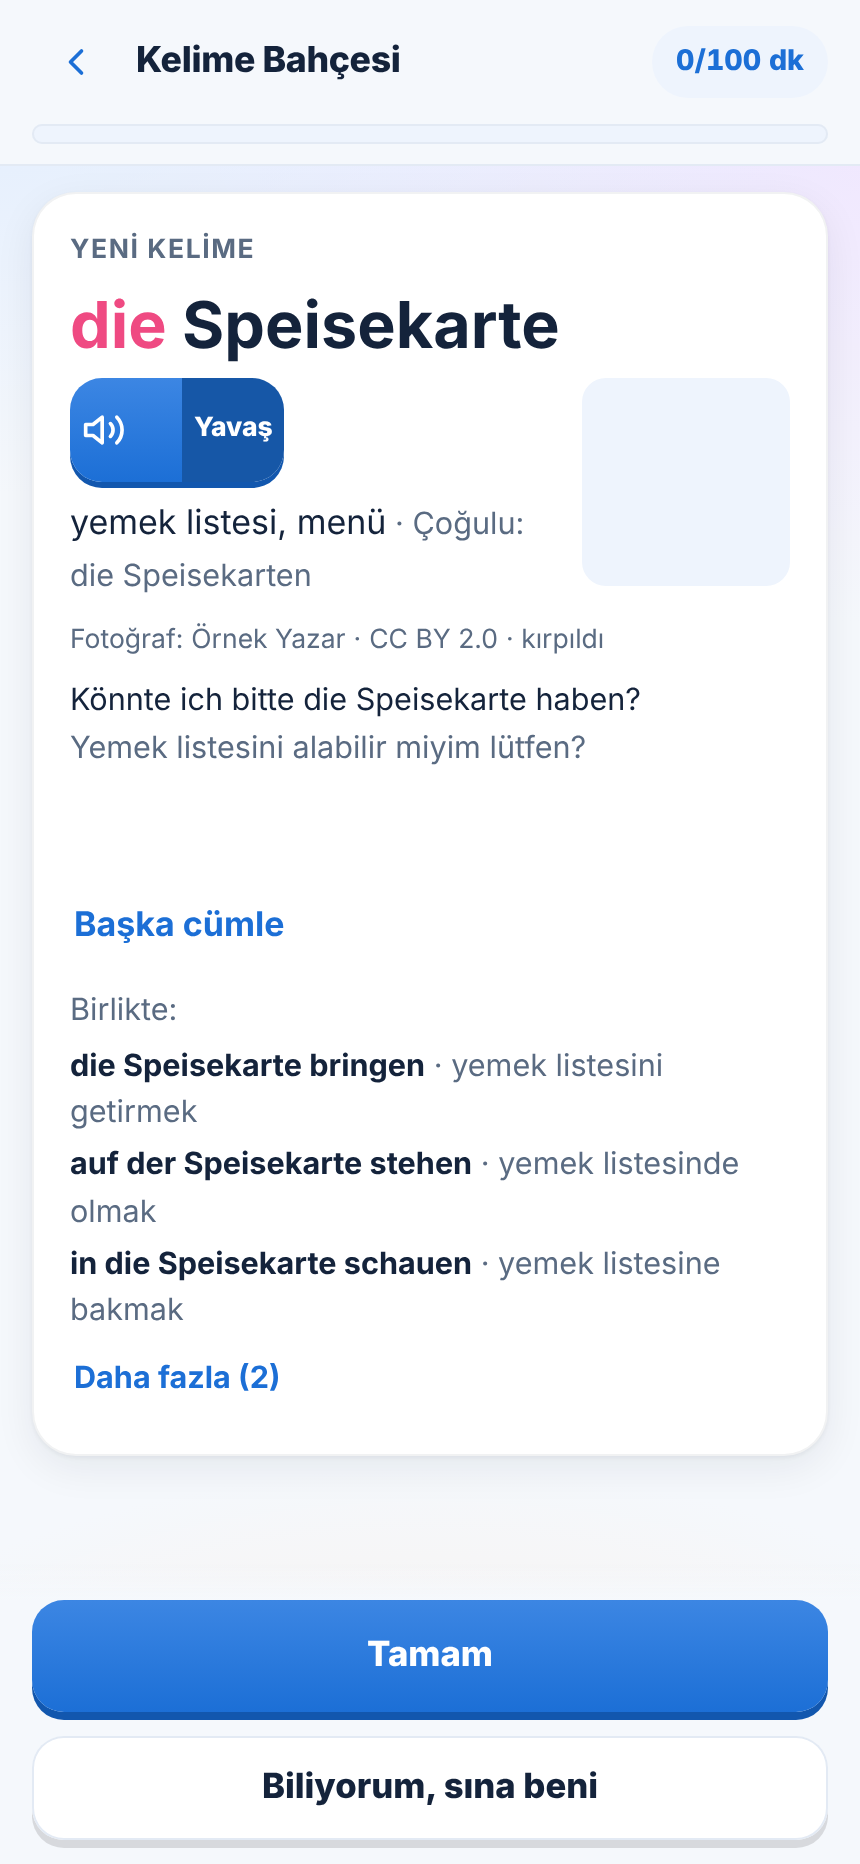 Kelime Bahçesi
0/100 dk
YENİ KELİME
die Speisekarte
Yavaş
yemek listesi, menü · Çoğulu:
die Speisekarten
Fotoğraf: Örnek Yazar · CC BY 2.0 · kırpıldı
Könnte ich bitte die Speisekarte haben?
Yemek listesini alabilir miyim lütfen?
Başka cümle
Birlikte:
die Speisekarte bringen · yemek listesini
getirmek
auf der Speisekarte stehen · yemek listesinde
olmak
in die Speisekarte schauen · yemek listesine
bakmak
Daha fazla (2)
Tamam
Biliyorum, sına beni